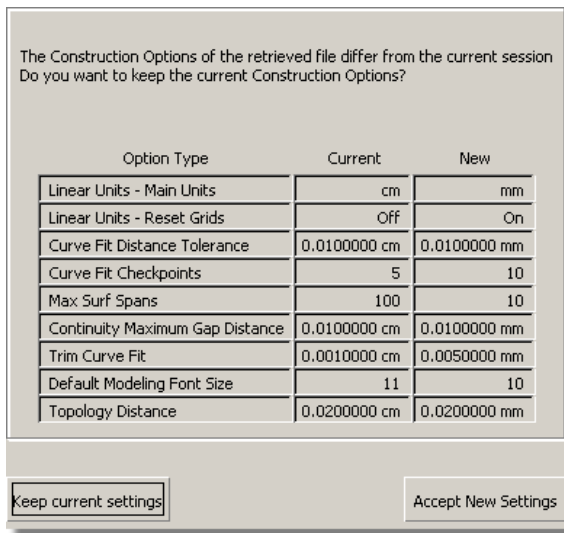 The Construction Options of the retrieved file differ from the current session
Do you want to keep the current Construction Options?
Option Type Current New
Linear Units - Main Units cm mm
Linear Units - Reset Grids Off On
Curve Fit Distance Tolerance 0.0100000 cm 0.0100000 mm
Curve Fit Checkpoints 5 10
Max Surf Spans 100 10
Continuity Maximum Gap Distance 0.0100000 cm 0.0100000 mm
Trim Curve Fit 0.0010000 cm 0.0050000 mm
Default Modeling Font Size 11 10
Topology Distance 0.0200000 cm 0.0200000 mm
Keep current settings Accept New Settings